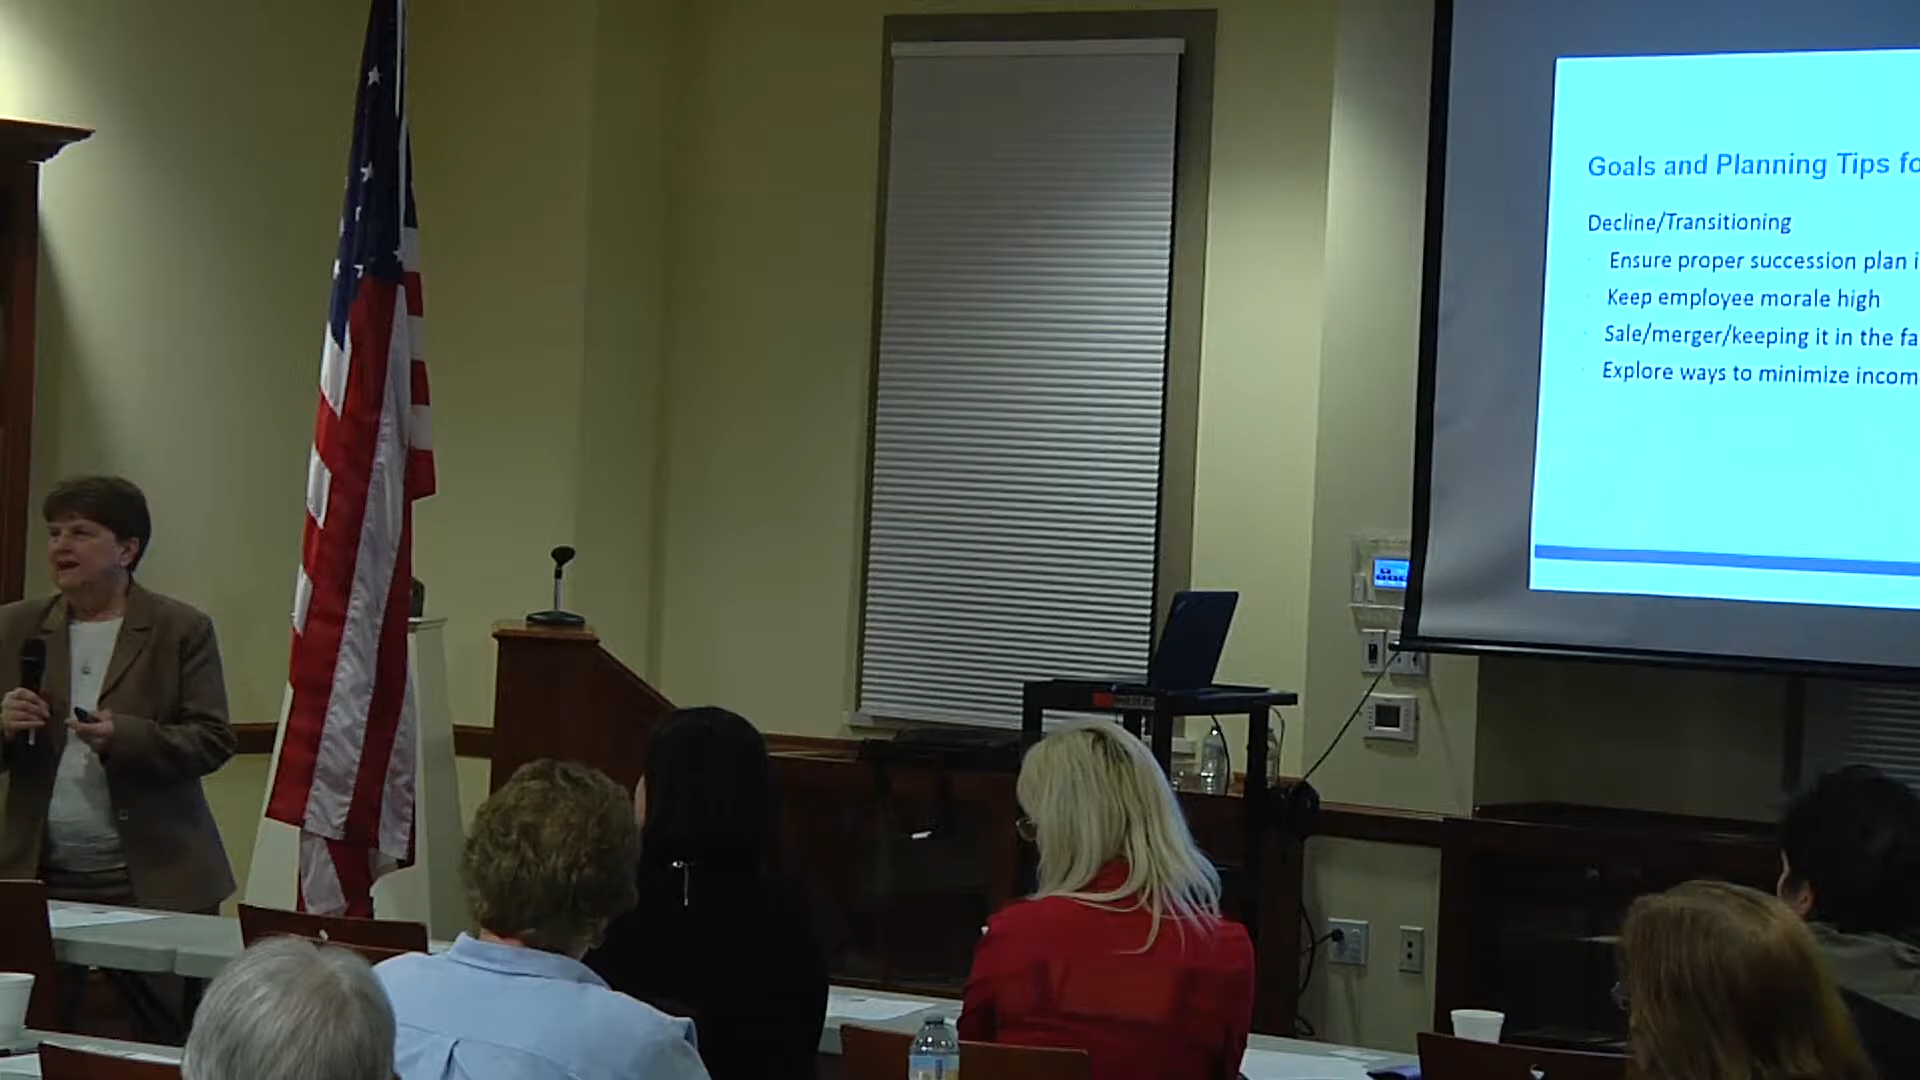 Goals and Planning Tips fo
Decline/Transitioning
Ensure proper succession plan i
Keep employee morale high
Sale/merger/keeping it in the fa
Explore ways to minimize incom